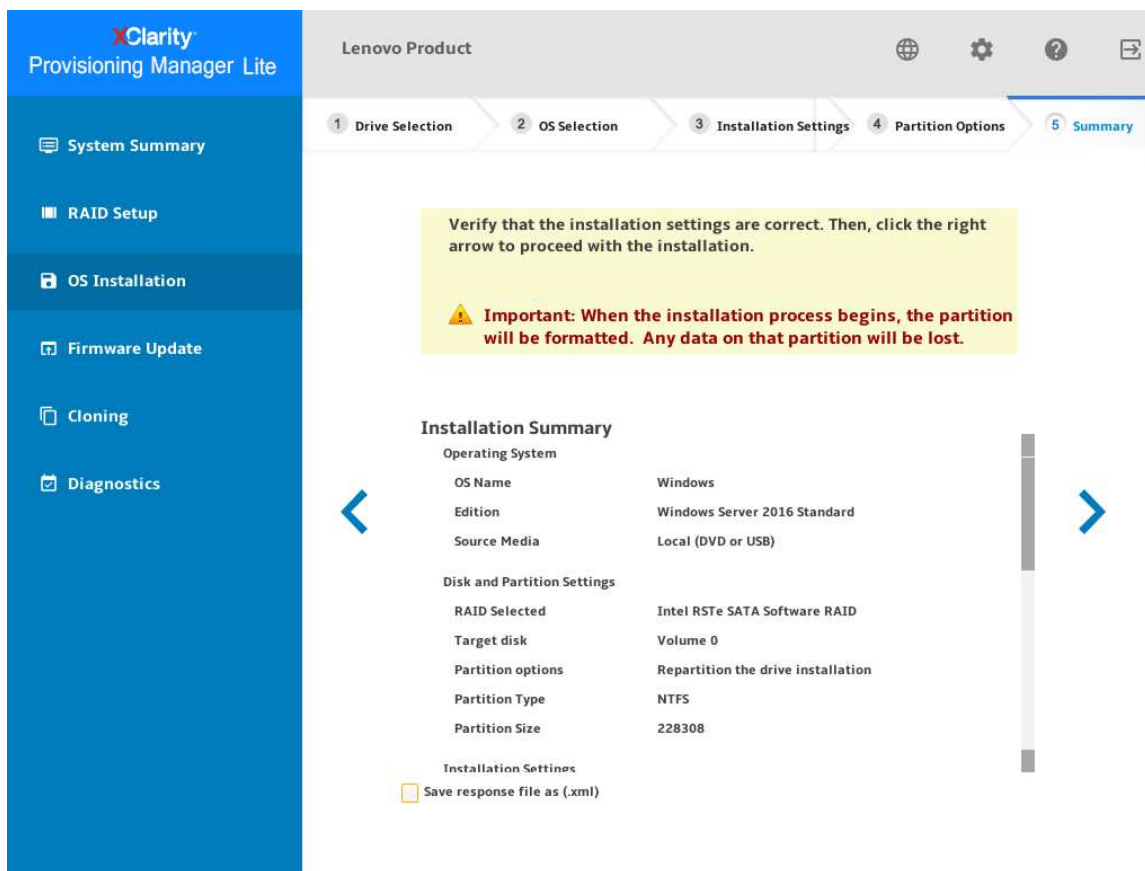 XClarity
Provisioning Manager Lite
Lenovo Product
System Summary
RAID Setup
OS Installation
Firmware Update
Cloning
Diagnostics
1 Drive Selection
2 OS Selection
3 Installation Settings
4 Partition Options
5 Summary
Verify that the installation settings are correct. Then, click the right
arrow to proceed with the installation.
Important: When the installation process begins, the partition
will be formatted. Any data on that partition will be lost.
Installation Summary
Operating System
OS Name Windows
Edition Windows Server 2016 Standard
Source Media Local (DVD or USB)
Disk and Partition Settings
RAID Selected Intel RSTe SATA Software RAID
Target disk Volume 0
Partition options Repartition the drive installation
Partition Type NTFS
Partition Size 228308
Installation Settings
Save response file as (.xml)